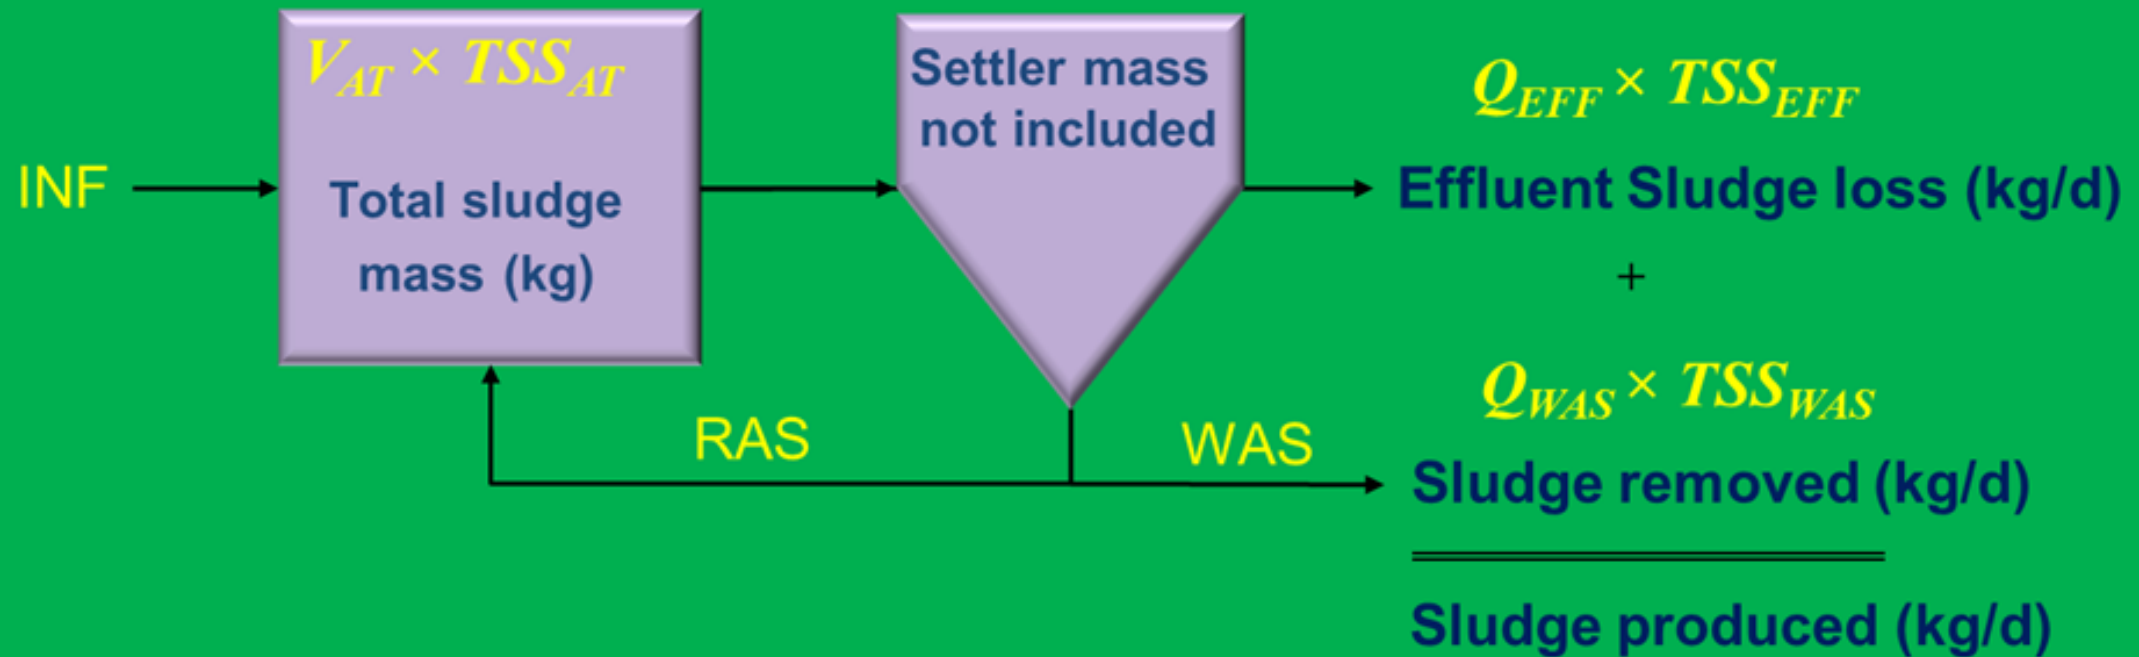 V_AT × TSS_AT
Total sludge
mass (kg)
Settler mass
not included
INF
Q_EFF × TSS_EFF
Effluent Sludge loss (kg/d)
+
Q_WAS × TSS_WAS
RAS
WAS
Sludge removed (kg/d)
Sludge produced (kg/d)